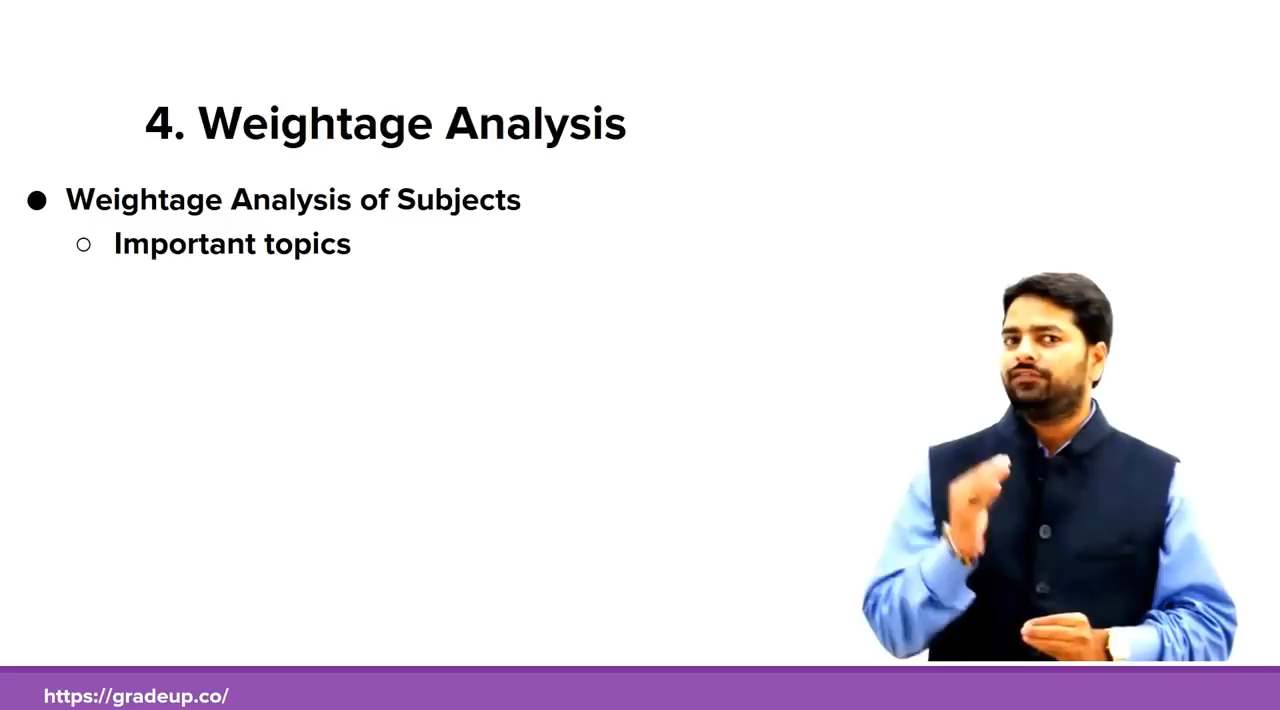 4. Weightage Analysis
● Weightage Analysis of Subjects
○ Important topics
https://gradeup.co/